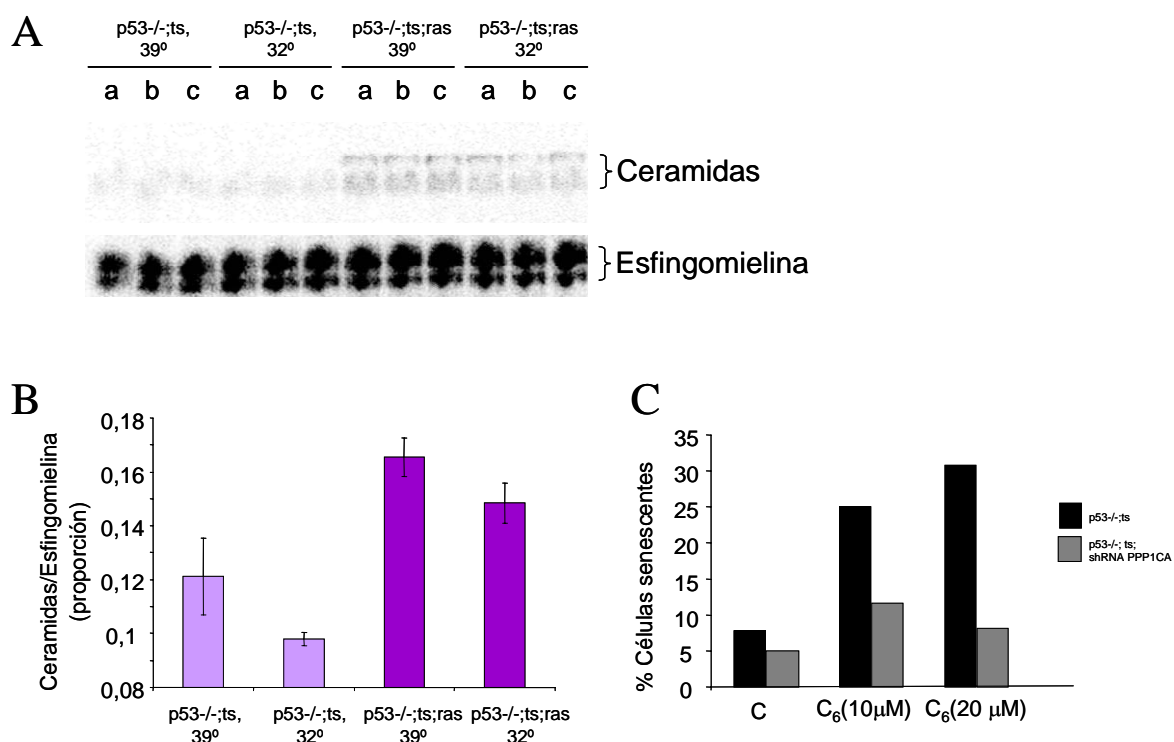 A
p53-/-;ts,
39º
p53-/-;ts,
32º
p53-/-;ts;ras
39º
p53-/-;ts;ras
32º
a b c a b c a b c a b c
Ceramidas
Esfingomielina
B
Ceramidas/Esfingomielina
(proporción)
0,18
0,16
0,14
0,12
0,1
0,08
p53-/-;ts,
39º
p53-/-;ts,
32º
p53-/-;ts;ras
39º
p53-/-;ts;ras
32º
C
% Células senescentes
35
30
25
20
15
10
5
0
C
C₆(10µM)
C₆(20 µM)
p53-/-;ts
p53-/-; ts;
shRNA PPP1CA